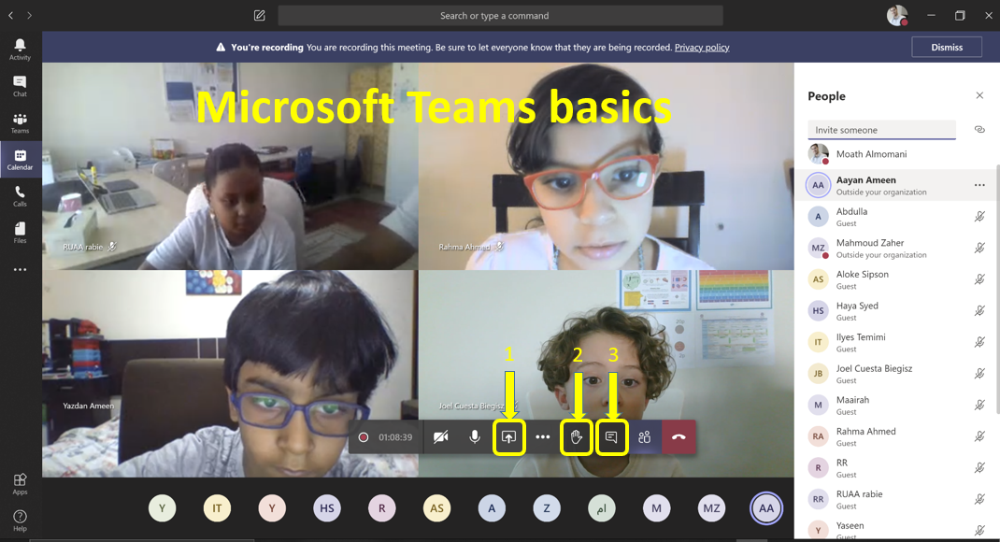 Search or type a command
You're recording You are recording this meeting. Be sure to let everyone know that they are being recorded. Privacy policy
Dismiss
Activity
Chat
Teams
Calendar
Calls
Files
Apps
Help
Microsoft Teams basics
RUAA rabie
Rahma Ahmed
Yazdan Ameen
Joel Cuesta Biegisz
1
2
3
01:08:39
Y
IT
Y
HS
R
AS
A
Z
ام
M
MZ
AA
People
Invite someone
Moath Almomani
AA
Aayan Ameen
Outside your organization
A
Abdulla
Guest
MZ
Mahmoud Zaher
Outside your organization
AS
Aloke Sipson
Guest
HS
Haya Syed
Guest
IT
Ilyes Temimi
Guest
JB
Joel Cuesta Biegisz
Guest
M
Maairah
Guest
RA
Rahma Ahmed
Guest
R
RR
Guest
RR
RUAA rabie
Guest
Y
Yaseen
Guest